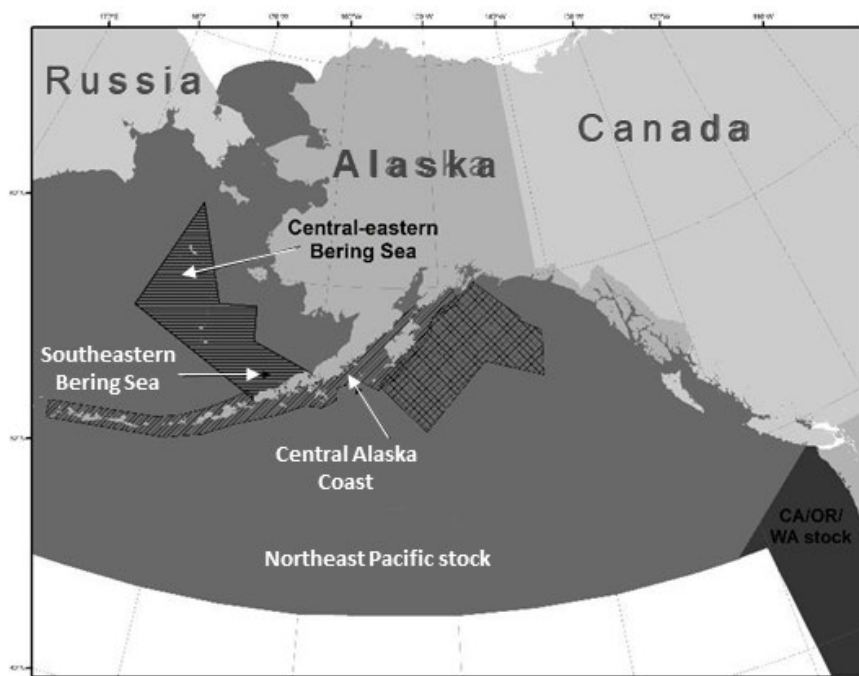 Russia
Canada
Alaska
Central-eastern
Bering Sea
Southeastern
Bering Sea
Central Alaska
Coast
CA/OR/
WA stock
Northeast Pacific stock